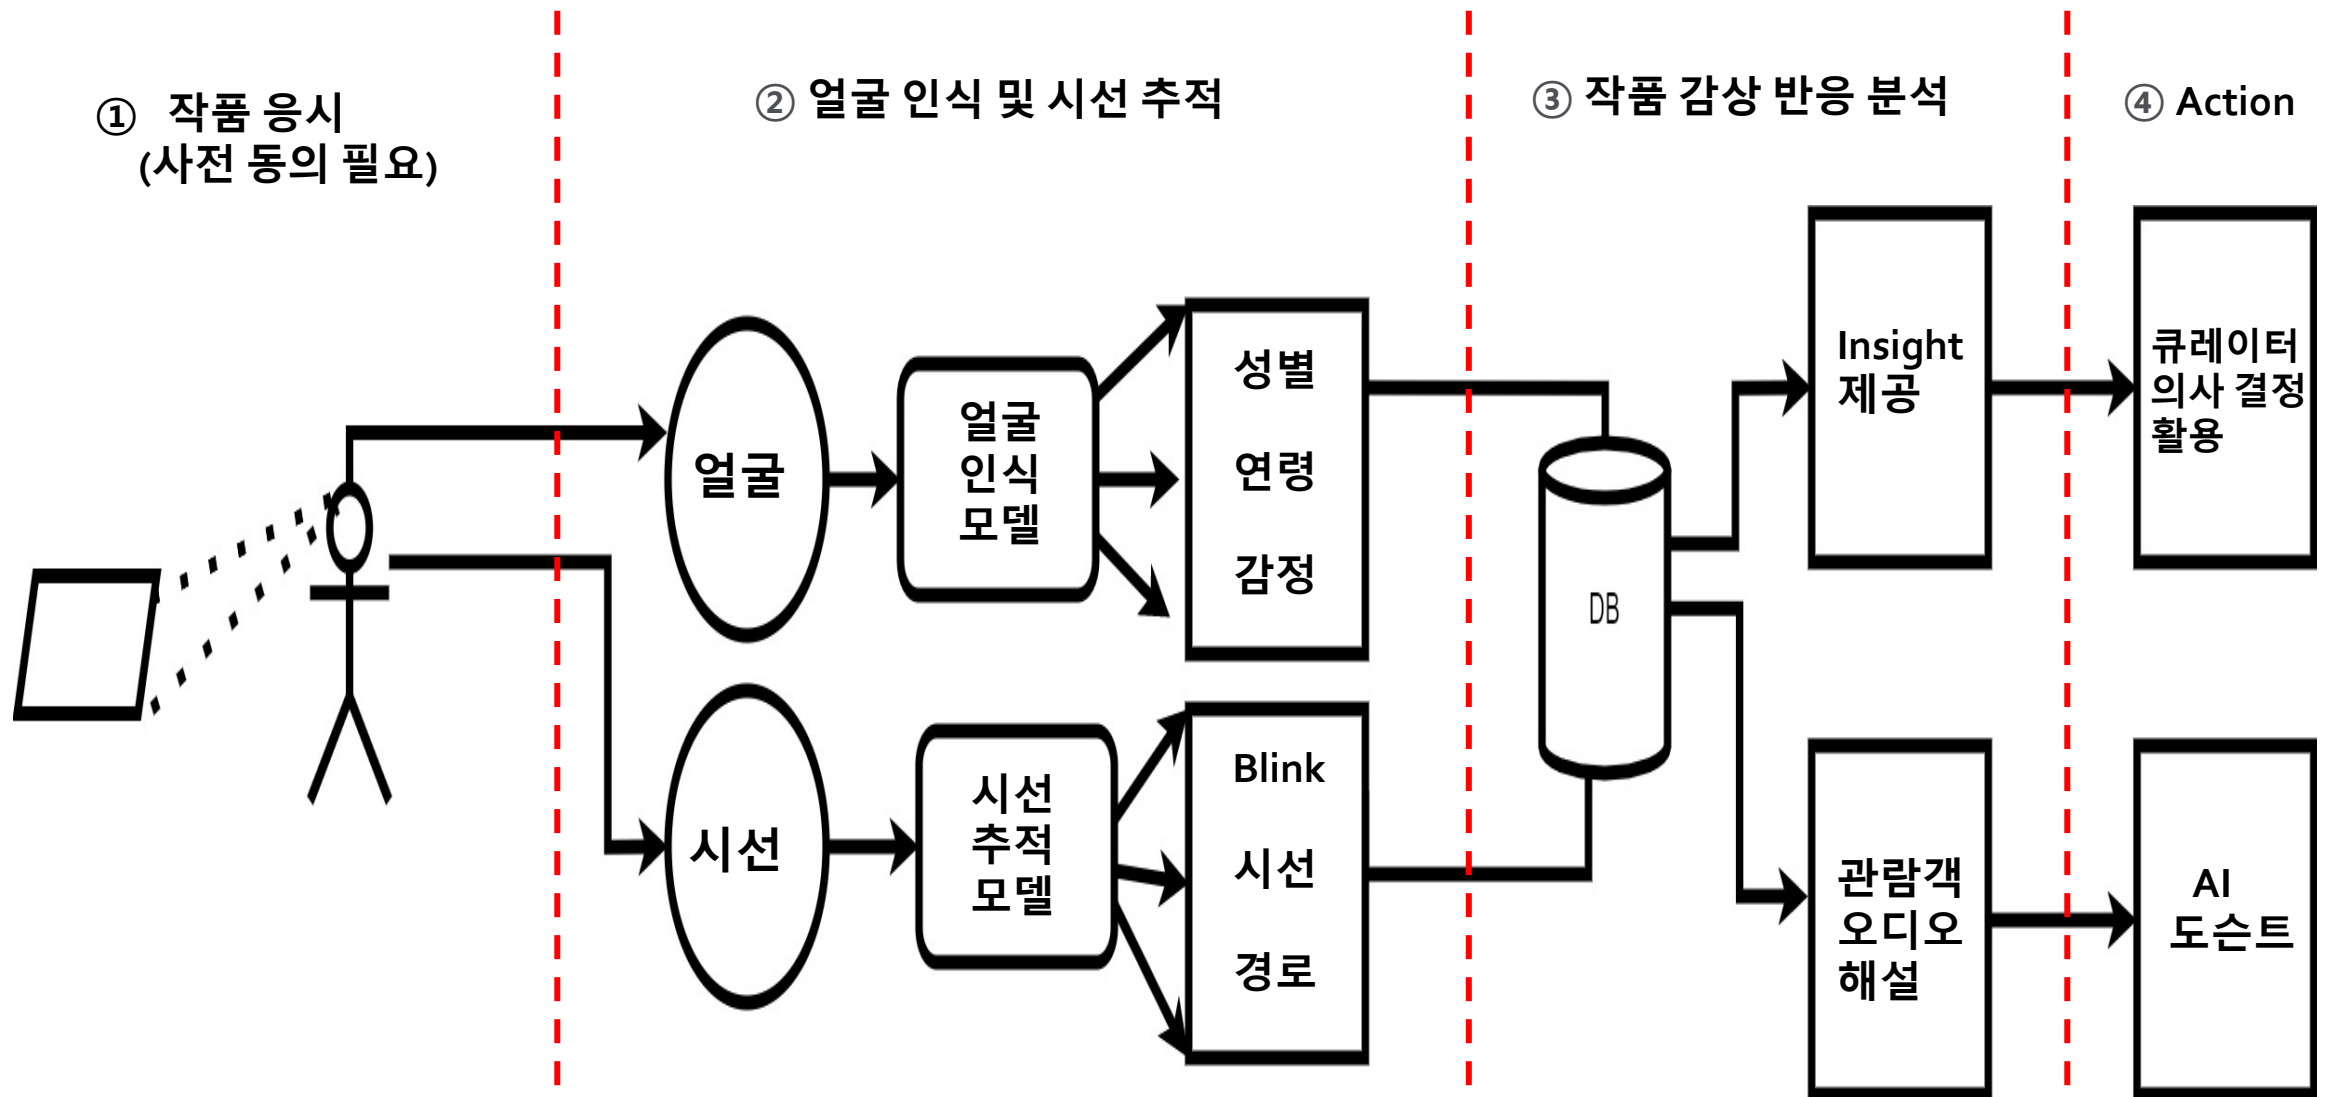 ① 작품 응시
(사전 동의 필요)
② 얼굴 인식 및 시선 추적
③ 작품 감상 반응 분석
④ Action
얼굴
얼굴
인식
모델
성별
연령
감정
시선
시선
추적
모델
Blink
시선
경로
DB
Insight
제공
관람객
오디오
해설
큐레이터
의사 결정
활용
AI
도슨트